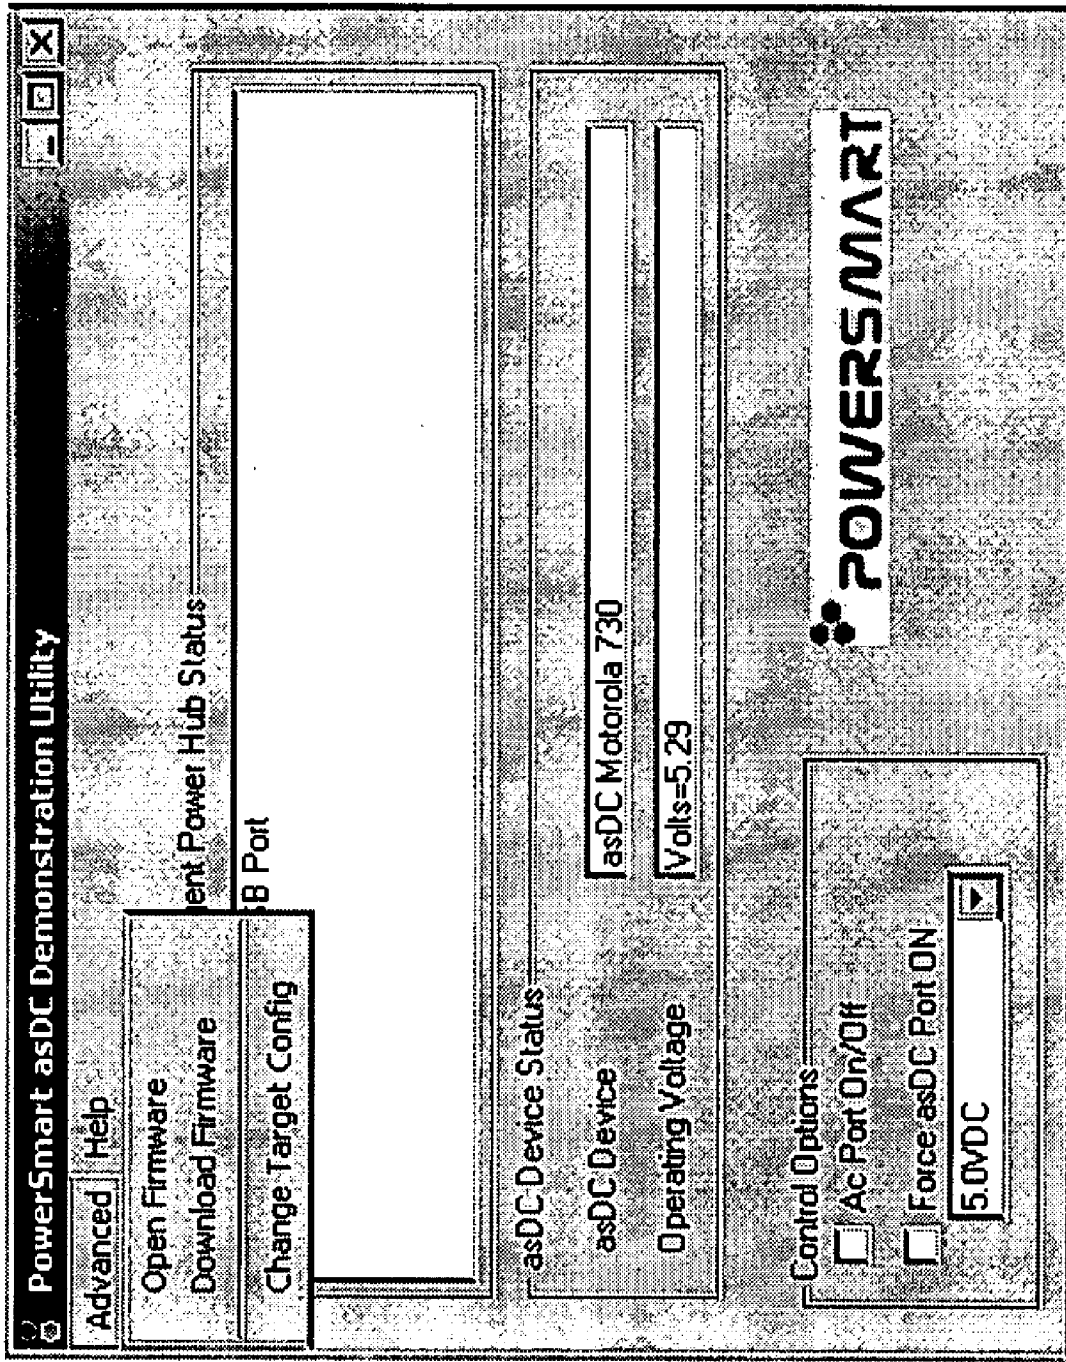 PowerSmart asDC Demonstration Utility
Advanced Help
Open Firmware
Download Firmware
Change Target Config
ent Power Hub Status
SB Port
asDC Device Status
asDC Device
asDC Motorola 730
Operating Voltage
Volts=5.29
Control Options
Ac Port On/Off
Force asDC Port ON
5.0VDC
POWERSMART